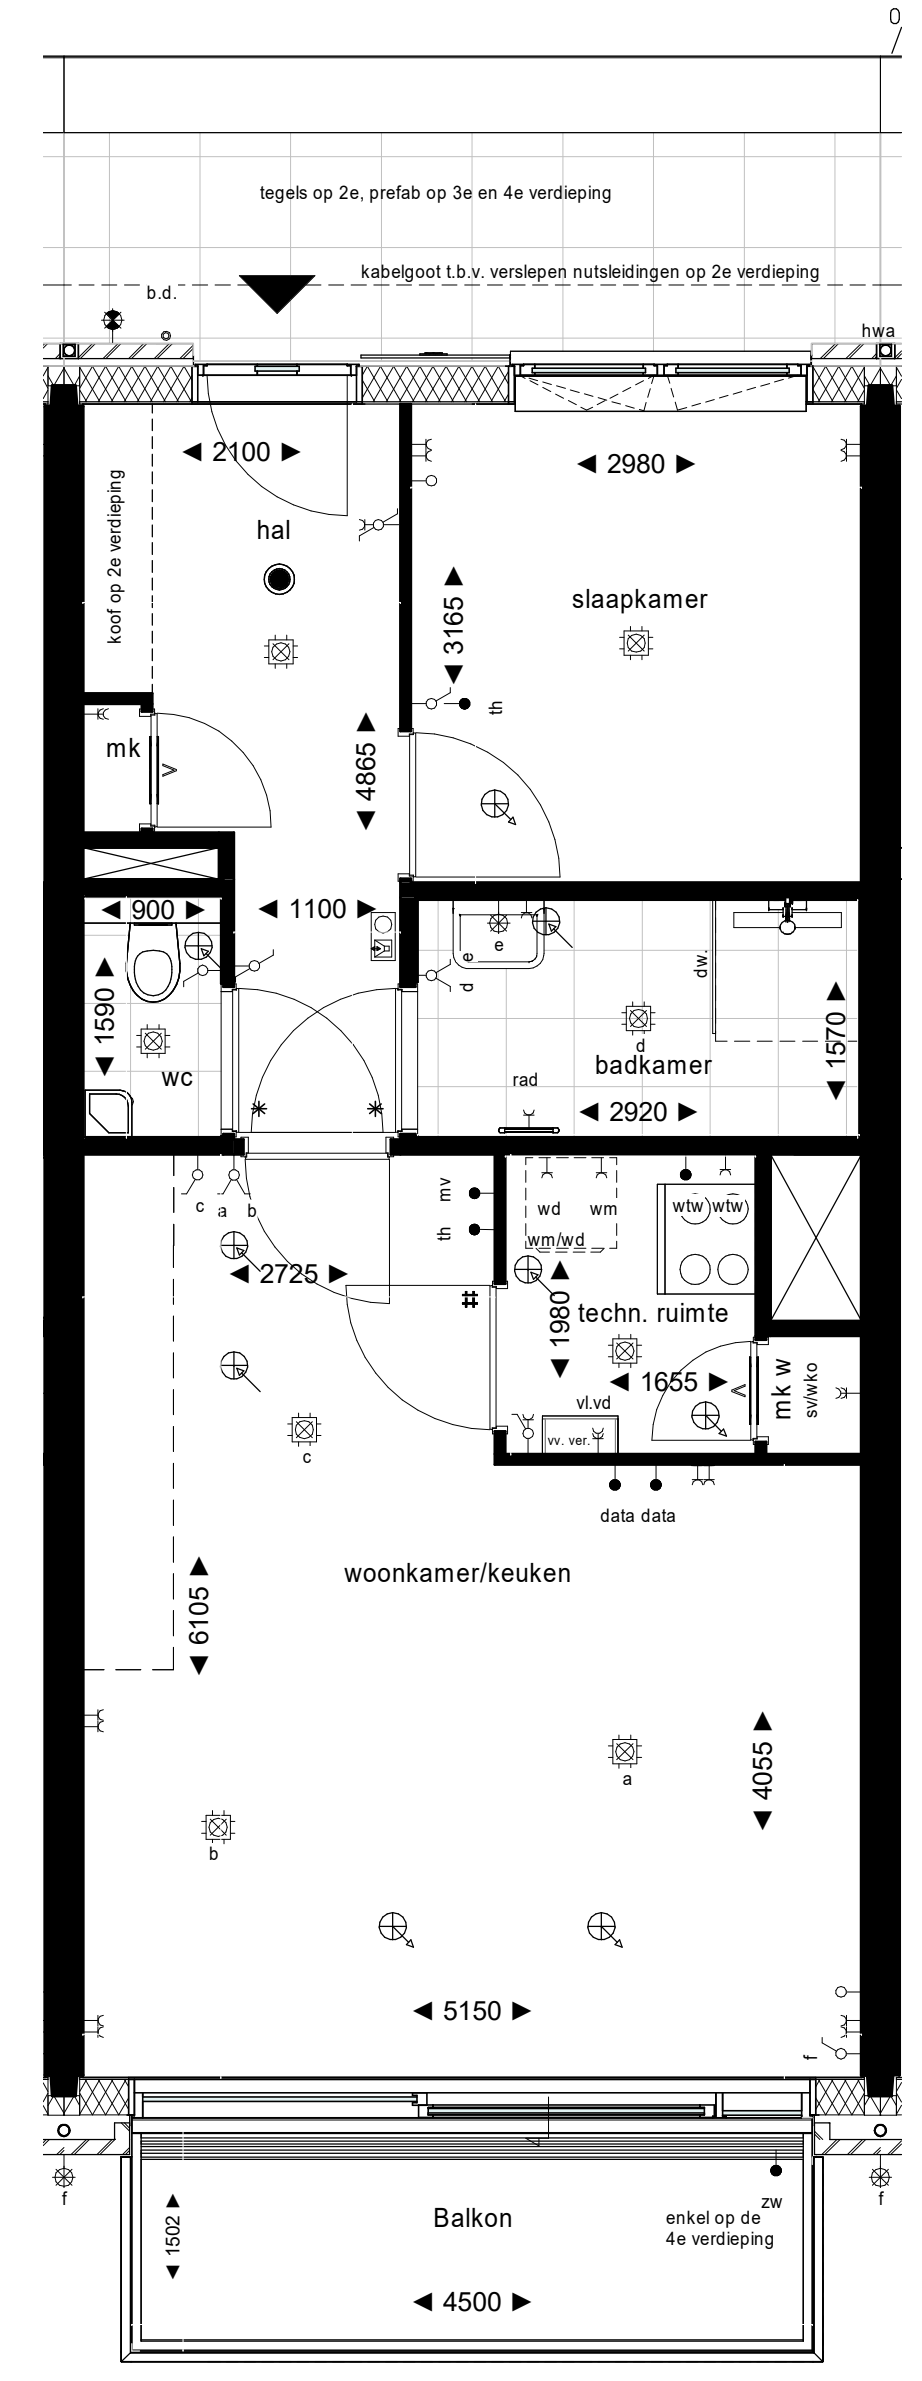 0
tegels op 2e, prefab op 3e en 4e verdieping
kabelgoot t.b.v. verslepen nutsleidingen op 2e verdieping
b.d.
hwa
2100
2980
koof op 2e verdieping
hal
slaapkamer
3165
th
mk
4865
900
1100
e
e
d
dw.
1590
1570
d
badkamer
wc
rad
2920
c
a
b
mv
th
wd
wm
wm/wd
wtw
wtw
2725
1980
techn. ruimte
1655
mk w
sv/wko
vl.vd
vv. ver.
c
data
data
woonkamer/keuken
6105
4055
a
b
5150
f
f
f
zw
1502
Balkon
enkel op de
4e verdieping
4500